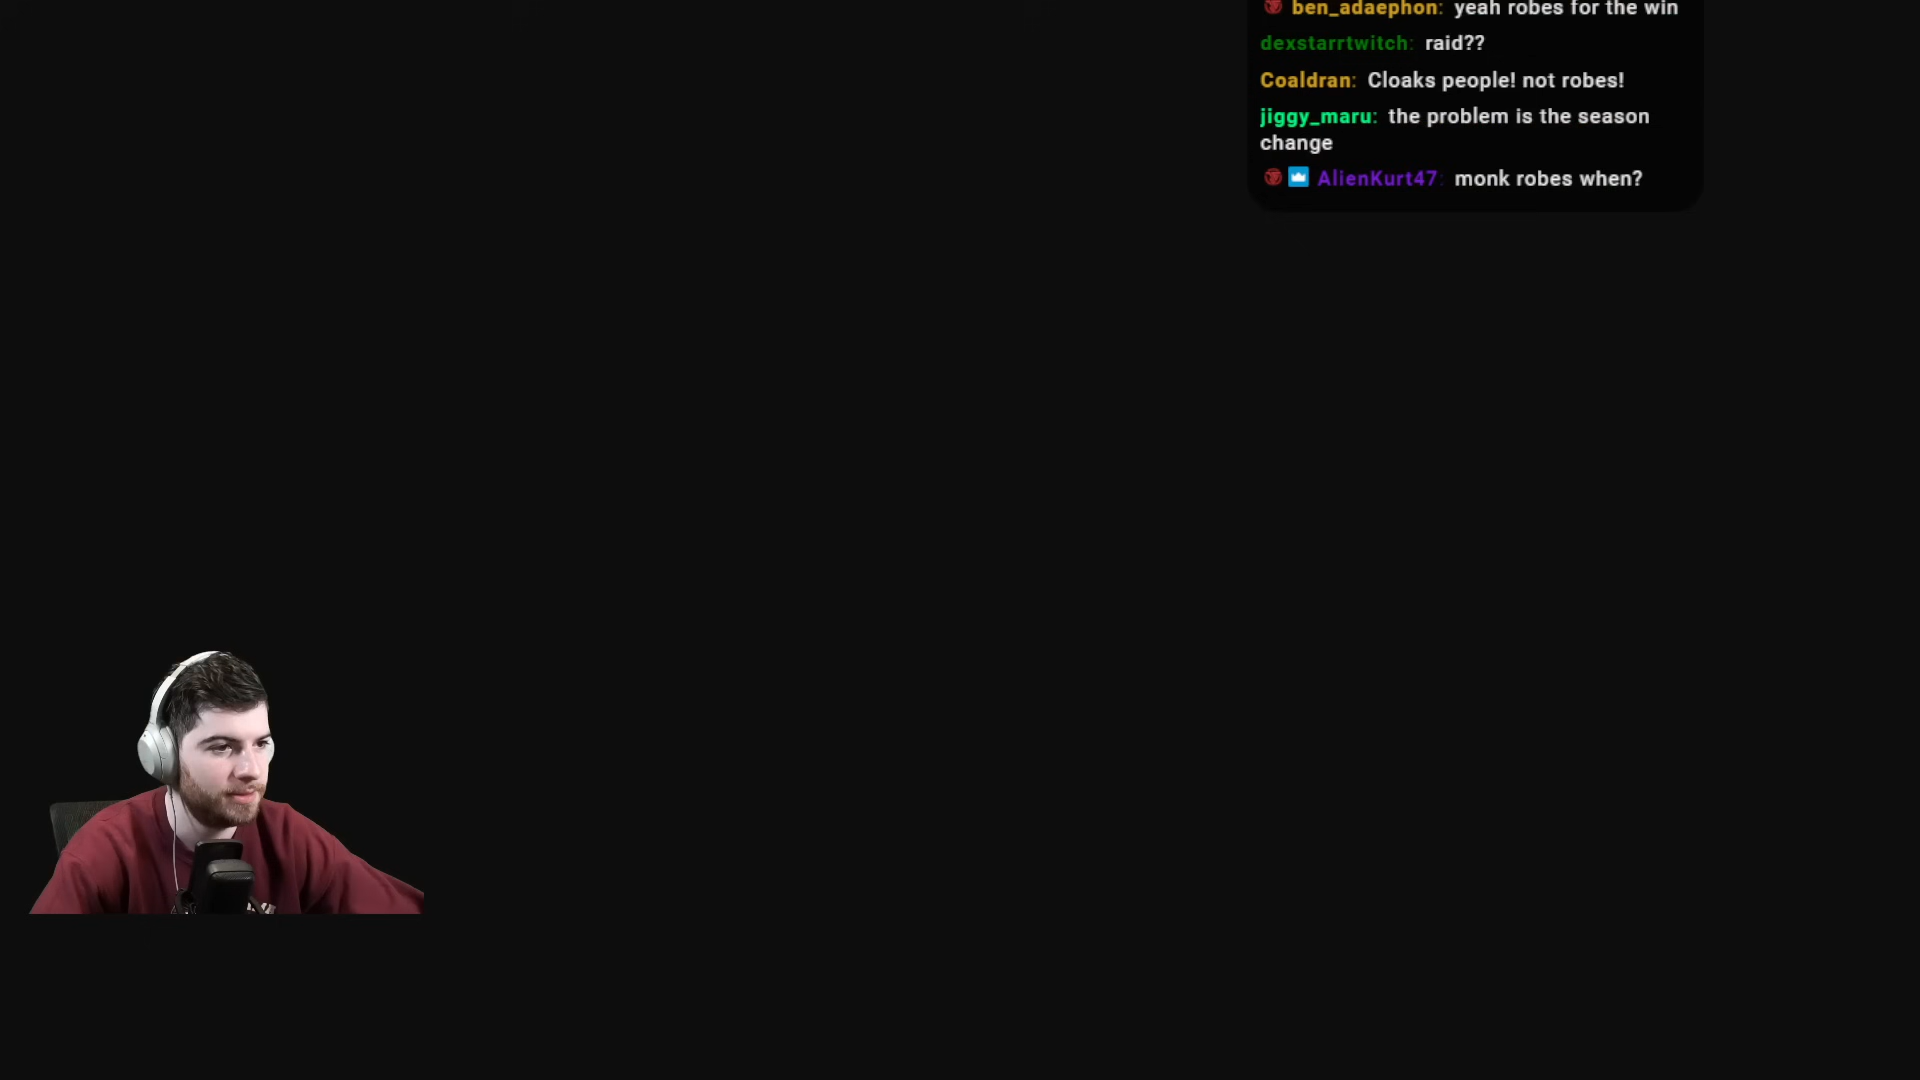 ben_adaephon: yeah robes for the win
dexstarrtwitch: raid??
Coaldran: Cloaks people! not robes!
jiggy_maru: the problem is the season
change
AlienKurt47: monk robes when?